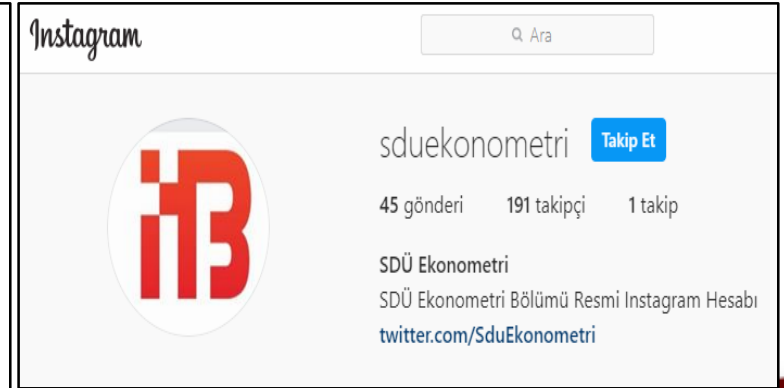 Instagram
Ara
iTB
sduekonometri Takip Et
45 gönderi 191 takipçi 1 takip
SDÜ Ekonometri
SDÜ Ekonometri Bölümü Resmi Instagram Hesabı
twitter.com/SduEkonometri